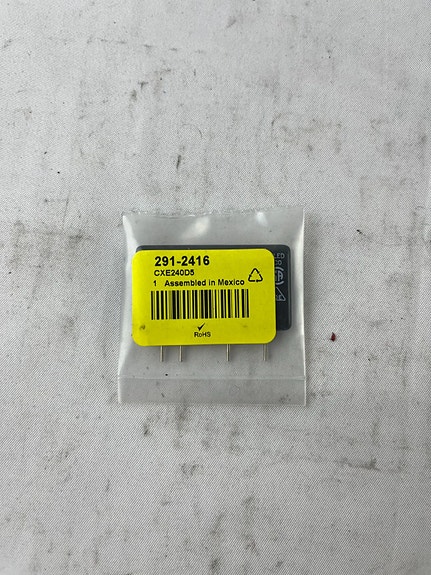 291-2416
CXE240D5
1 Assembled in Mexico
RoHS